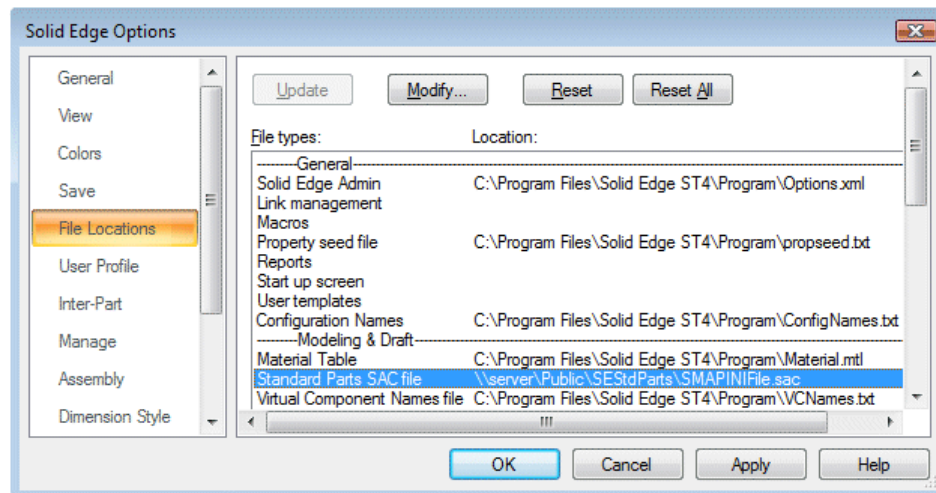 Solid Edge Options
General
View
Colors
Save
File Locations
User Profile
Inter-Part
Manage
Assembly
Dimension Style
Update Modify... Reset Reset All
File types: Location:
--------General--------
Solid Edge Admin C:\Program Files\Solid Edge ST4\Program\Options.xml
Link management
Macros
Property seed file C:\Program Files\Solid Edge ST4\Program\propseed.txt
Reports
Start up screen
User templates
Configuration Names C:\Program Files\Solid Edge ST4\Program\ConfigNames.txt
--------Modeling & Draft--------
Material Table C:\Program Files\Solid Edge ST4\Program\Material.mtl
Standard Parts SAC file \\server\Public\SEStdParts\SMAPINIFile.sac
Virtual Component Names file C:\Program Files\Solid Edge ST4\Program\VCNames.txt
OK Cancel Apply Help